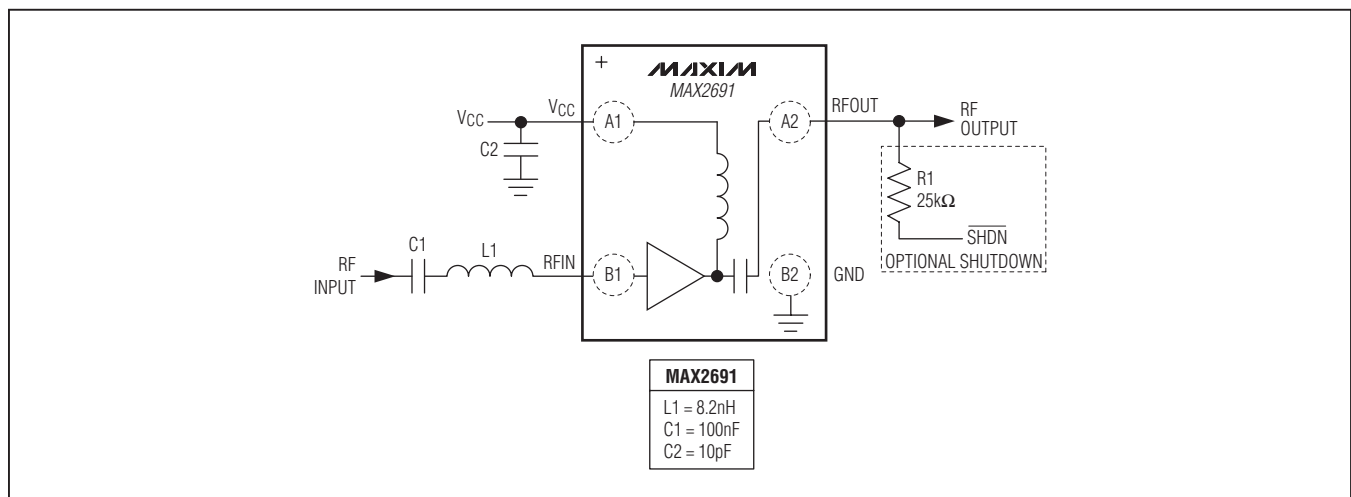 +
MAXIM
MAX2691
VCC
VCC
A1
A2
RFOUT
RF
OUTPUT
C2
R1
25kΩ
SHDN
OPTIONAL SHUTDOWN
C1
L1
RF
INPUT
RFIN
B1
B2
GND
MAX2691
L1 = 8.2nH
C1 = 100nF
C2 = 10pF